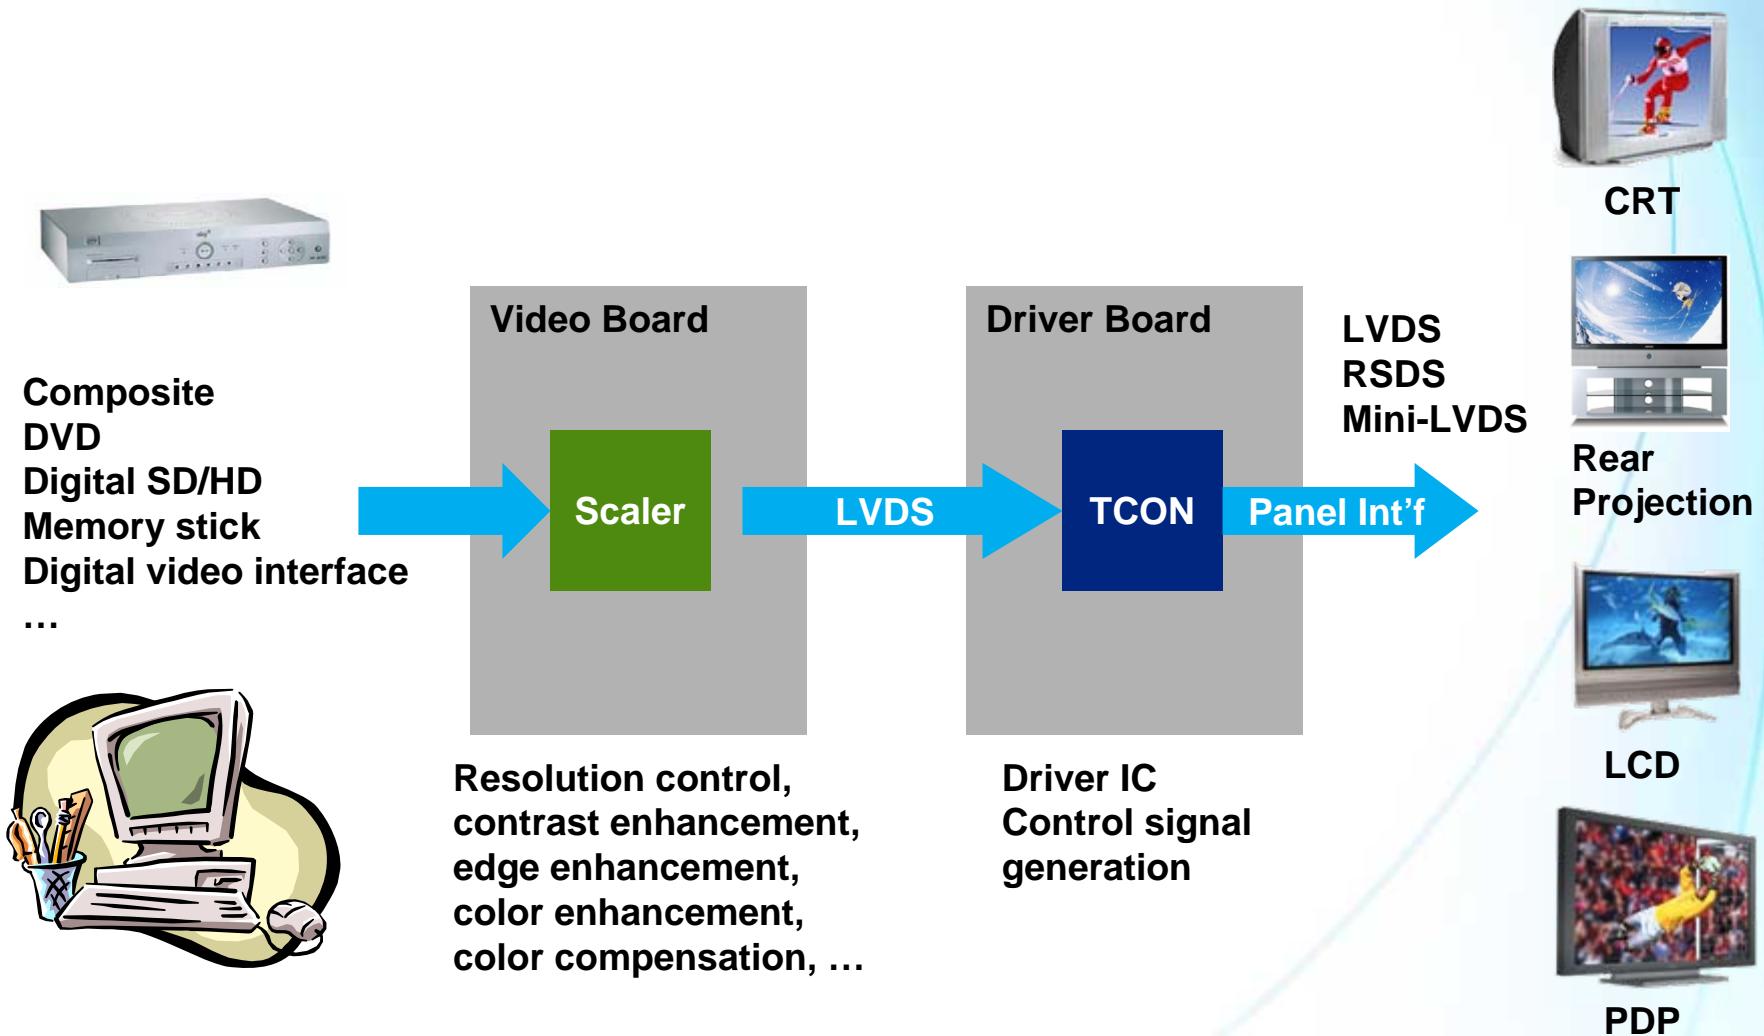 Composite
DVD
Digital SD/HD
Memory stick
Digital video interface
…
Video Board
Scaler
Resolution control,
contrast enhancement,
edge enhancement,
color enhancement,
color compensation, …
LVDS
Driver Board
TCON
Driver IC
Control signal
generation
LVDS
RSDS
Mini-LVDS
Panel Int’f
CRT
Rear
Projection
LCD
PDP